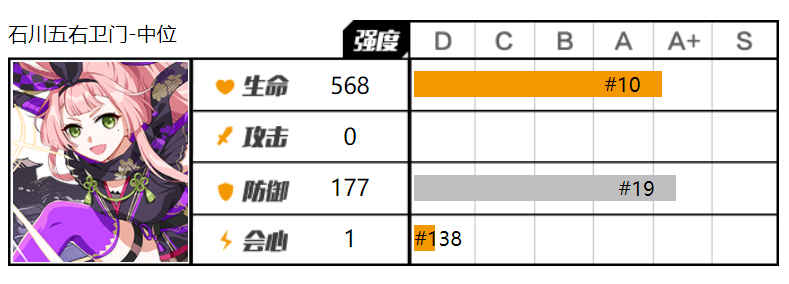 石川五右卫门-中位
强度 D C B A A+ S
生命 568 #10
攻击 0
防御 177 #19
会心 1 #138